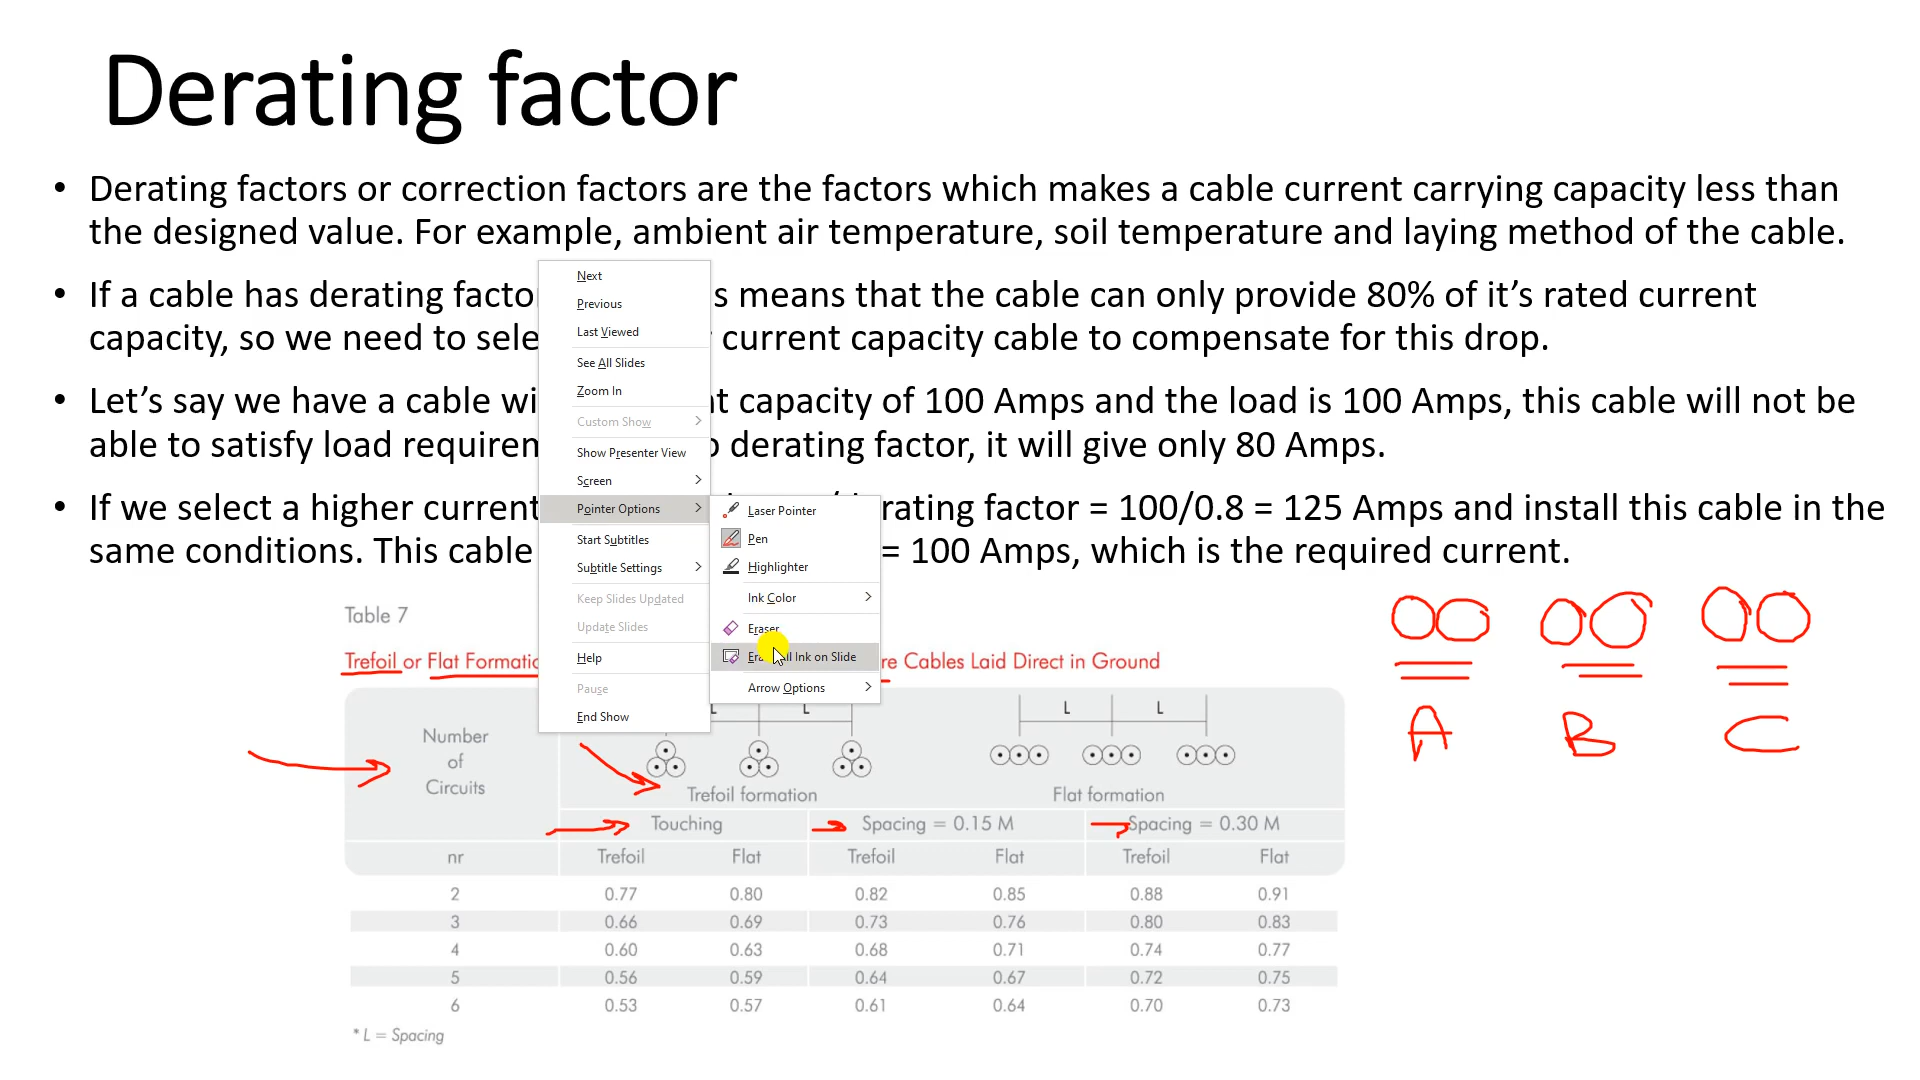 Derating factor
• Derating factors or correction factors are the factors which makes a cable current carrying capacity less than
the designed value. For example, ambient air temperature, soil temperature and laying method of the cable.
• If a cable has derating facto s means that the cable can only provide 80% of it’s rated current
capacity, so we need to sele current capacity cable to compensate for this drop.
• Let’s say we have a cable wi t capacity of 100 Amps and the load is 100 Amps, this cable will not be
able to satisfy load requirem derating factor, it will give only 80 Amps.
• If we select a higher current rating factor = 100/0.8 = 125 Amps and install this cable in the
same conditions. This cable = 100 Amps, which is the required current.
Next
Previous
Last Viewed
See All Slides
Zoom In
Custom Show
Show Presenter View
Screen
Pointer Options
Start Subtitles
Subtitle Settings
Keep Slides Updated
Update Slides
Help
Pause
End Show
Laser Pointer
Pen
Highlighter
Ink Color
Eraser
Ink on Slide
Arrow Options
Table 7
Trefoil or Flat Formatio re Cables Laid Direct in Ground
A B C
L L L L
Number
of
Circuits
Trefoil formation Flat formation
Touching Spacing = 0.15 M Spacing = 0.30 M
nr Trefoil Flat Trefoil Flat Trefoil Flat
2 0.77 0.80 0.82 0.85 0.88 0.91
3 0.66 0.69 0.73 0.76 0.80 0.83
4 0.60 0.63 0.68 0.71 0.74 0.77
5 0.56 0.59 0.64 0.67 0.72 0.75
6 0.53 0.57 0.61 0.64 0.70 0.73
* L = Spacing